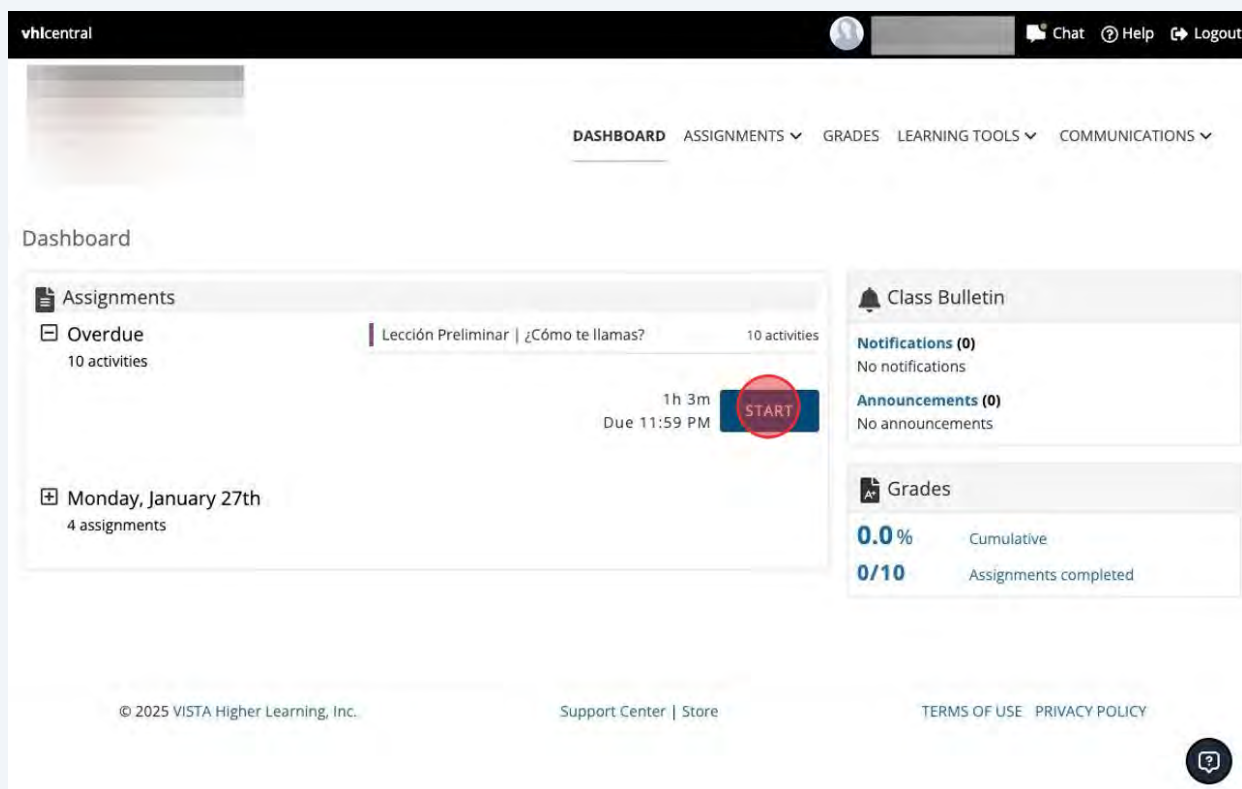 vhlcentral
Chat Help Logout
DASHBOARD ASSIGNMENTS GRADES LEARNING TOOLS COMMUNICATIONS
Dashboard
Assignments
Overdue
10 activities
Lección Preliminar | ¿Cómo te llamas? 10 activities
1h 3m
Due 11:59 PM
START
Monday, January 27th
4 assignments
Class Bulletin
Notifications (0)
No notifications
Announcements (0)
No announcements
Grades
0.0% Cumulative
0/10 Assignments completed
© 2025 VISTA Higher Learning, Inc. Support Center | Store TERMS OF USE PRIVACY POLICY